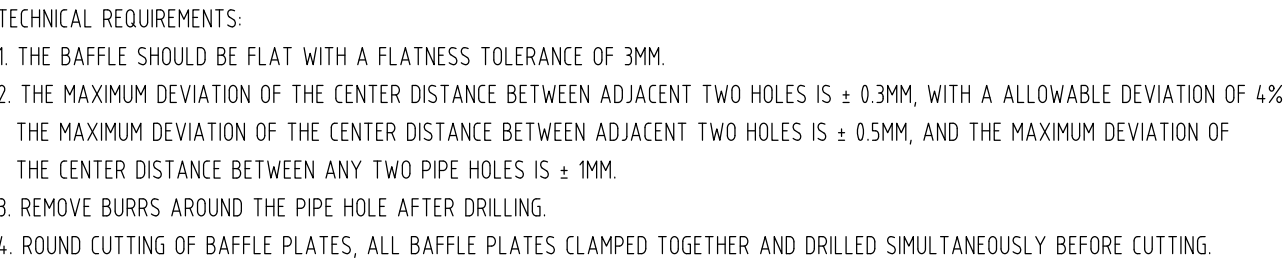 TECHNICAL REQUIREMENTS:
1. THE BAFFLE SHOULD BE FLAT WITH A FLATNESS TOLERANCE OF 3MM.
2. THE MAXIMUM DEVIATION OF THE CENTER DISTANCE BETWEEN ADJACENT TWO HOLES IS ± 0.3MM, WITH A ALLOWABLE DEVIATION OF 4%
THE MAXIMUM DEVIATION OF THE CENTER DISTANCE BETWEEN ADJACENT TWO HOLES IS ± 0.5MM, AND THE MAXIMUM DEVIATION OF
THE CENTER DISTANCE BETWEEN ANY TWO PIPE HOLES IS ± 1MM.
3. REMOVE BURRS AROUND THE PIPE HOLE AFTER DRILLING.
4. ROUND CUTTING OF BAFFLE PLATES, ALL BAFFLE PLATES CLAMPED TOGETHER AND DRILLED SIMULTANEOUSLY BEFORE CUTTING.